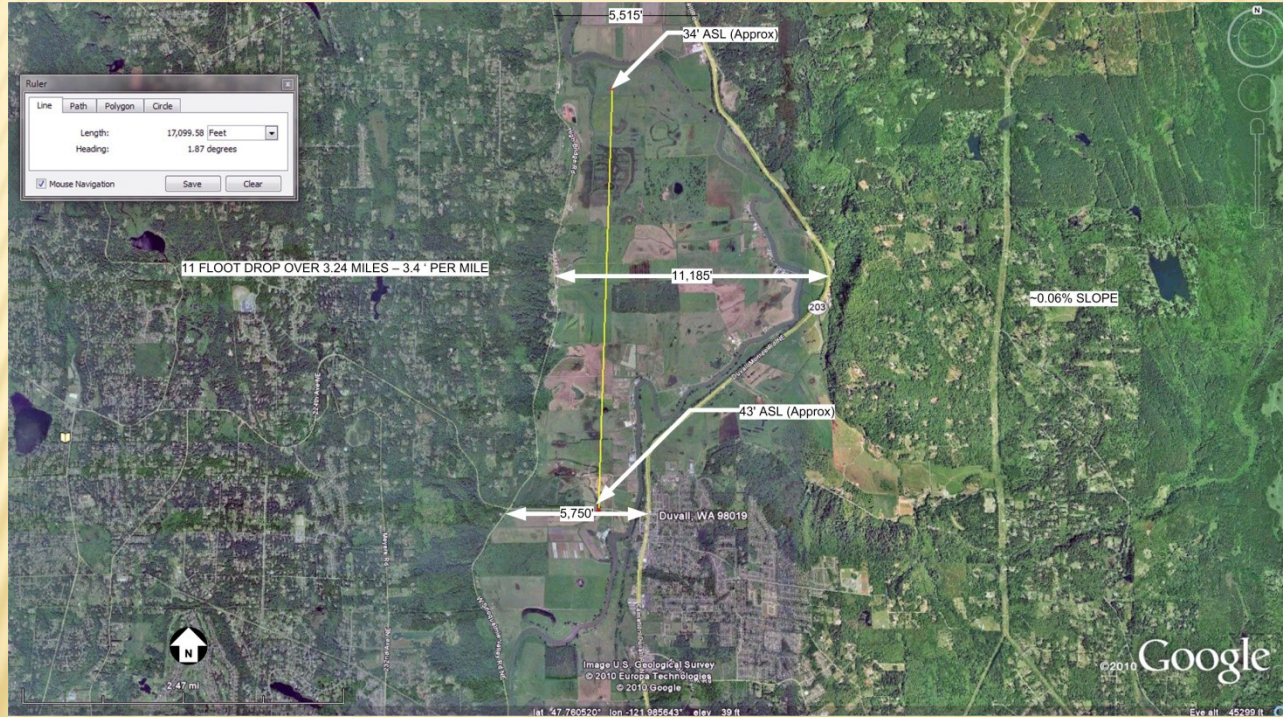 5,515'
34' ASL (Approx)
N
Ruler
Line Path Polygon Circle
Length: 17,099.58 Feet
Heading: 1.87 degrees
Mouse Navigation Save Clear
High Bridge Rd
11 FLOOT DROP OVER 3.24 MILES – 3.4 ' PER MILE
11,185'
~0.06% SLOPE
203
43' ASL (Approx)
5,750'
Duvall, WA 98019
N
2.47 mi
Image U.S. Geological Survey
© 2010 Europa Technologies
© 2010 Google
©2010 Google
lat 47.760520° lon -121.985643° elev 39 ft
Eye alt 45299 ft